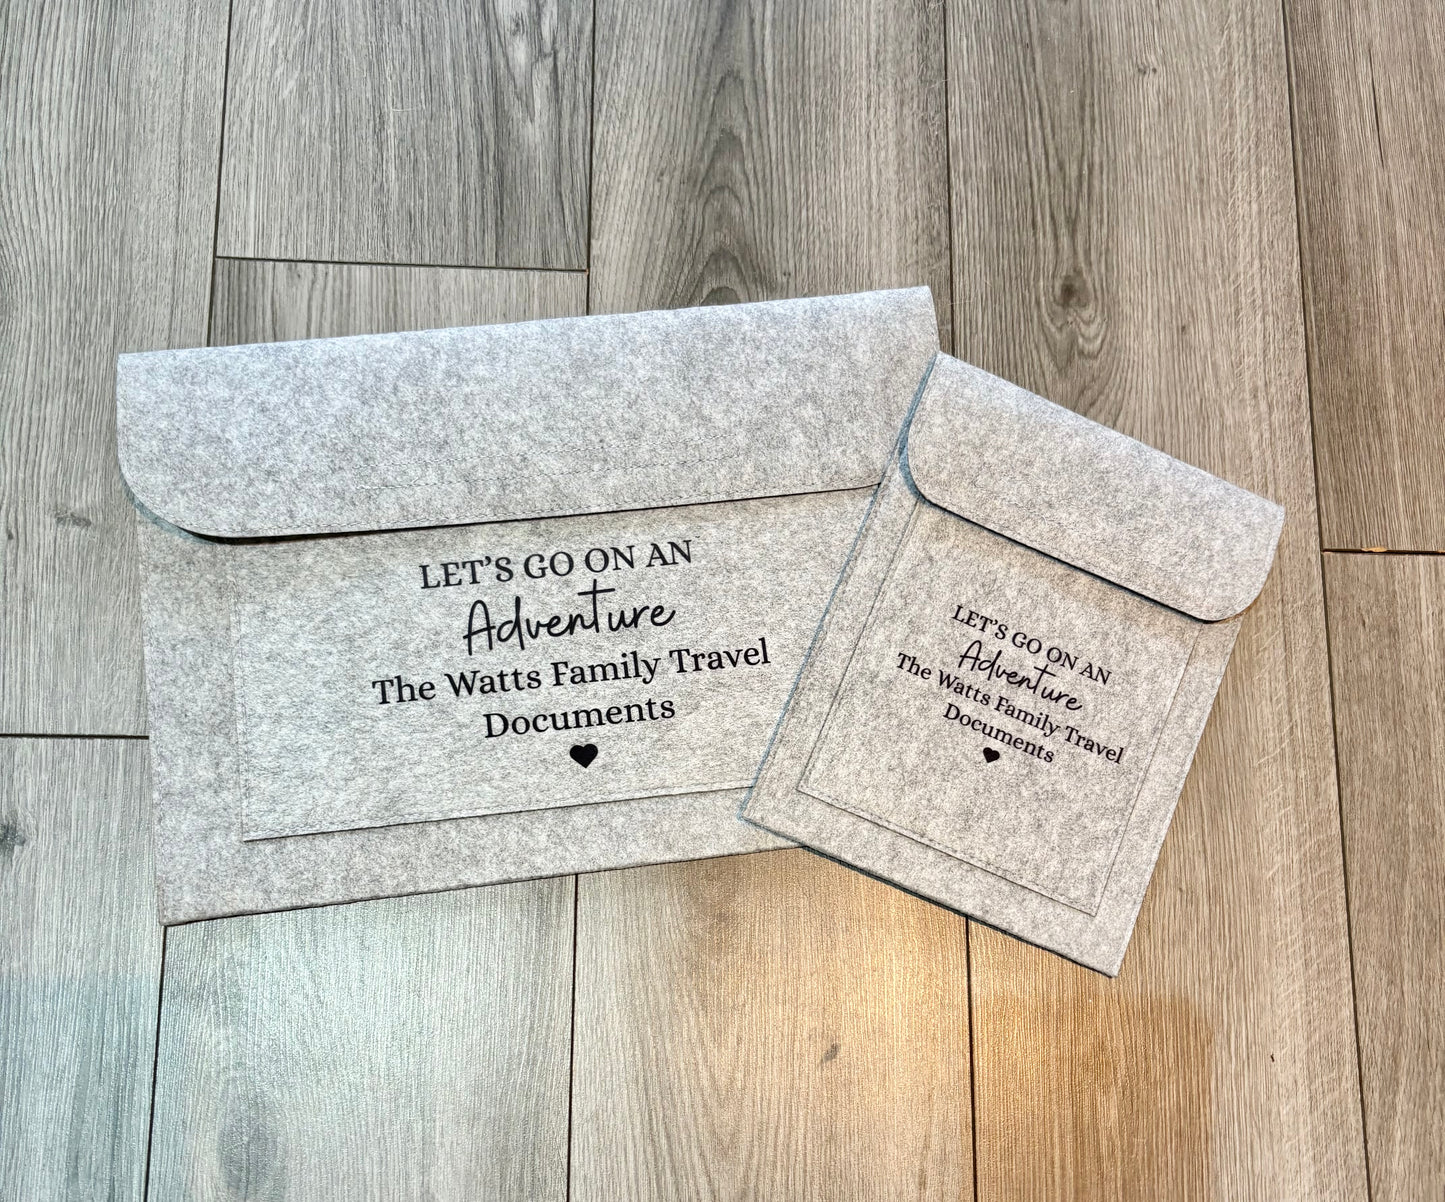 LET'S GO ON AN
Adventure
The Watts Family Travel
Documents
LET'S GO ON AN
Adventure
The Watts Family Travel
Documents